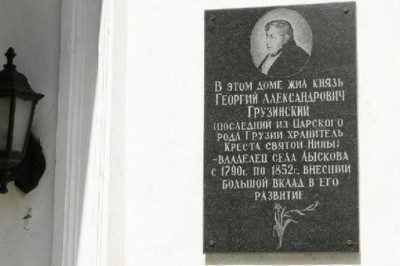 В ЭТОМ ДОМЕ ЖИЛ КНЯЗЬ
ГЕОРГИЙ АЛЕКСАНДРОВИЧ
ГРУЗИНСКИЙ
(ПОСЛЕДНИЙ ИЗ ЦАРСКОГО
РОДА ГРУЗИИ ХРАНИТЕЛЬ
КРЕСТА СВЯТОЙ НИНЫ)
-ВЛАДЕЛЕЦ СЕЛА ЛЫСКОВА
С 1790г. ПО 1852г. ВНЕСШИЙ
БОЛЬШОЙ ВКЛАД В ЕГО
РАЗВИТИЕ